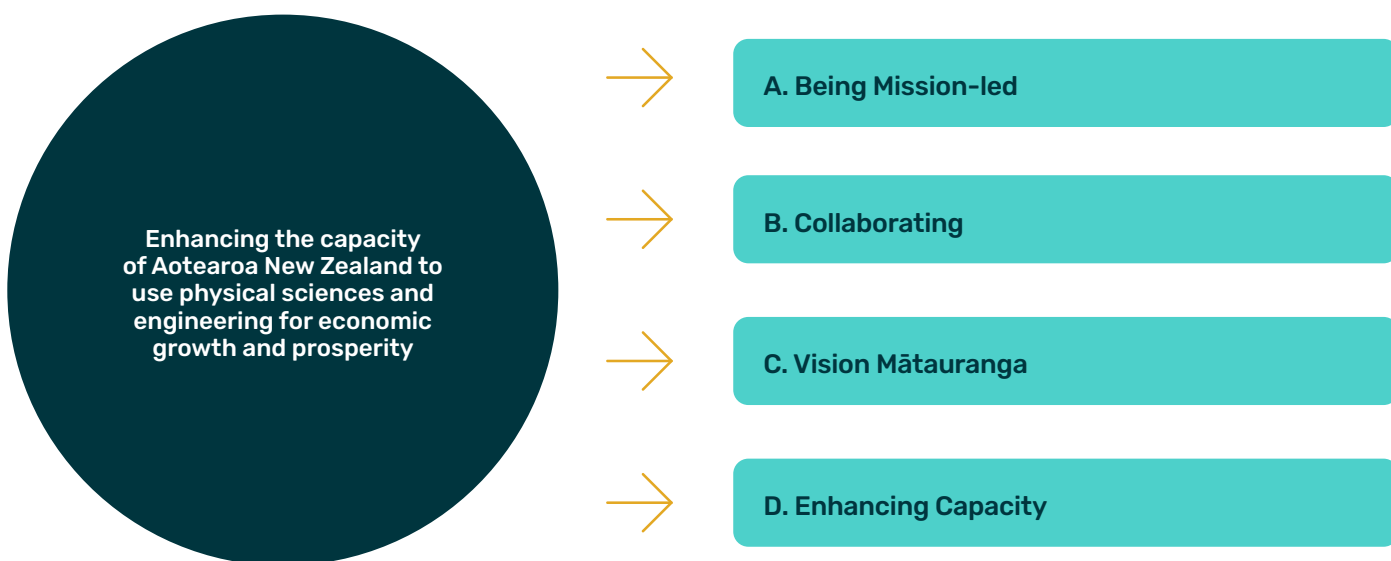 Enhancing the capacity
of Aotearoa New Zealand to
use physical sciences and
engineering for economic
growth and prosperity
A. Being Mission-led
B. Collaborating
C. Vision Mātauranga
D. Enhancing Capacity